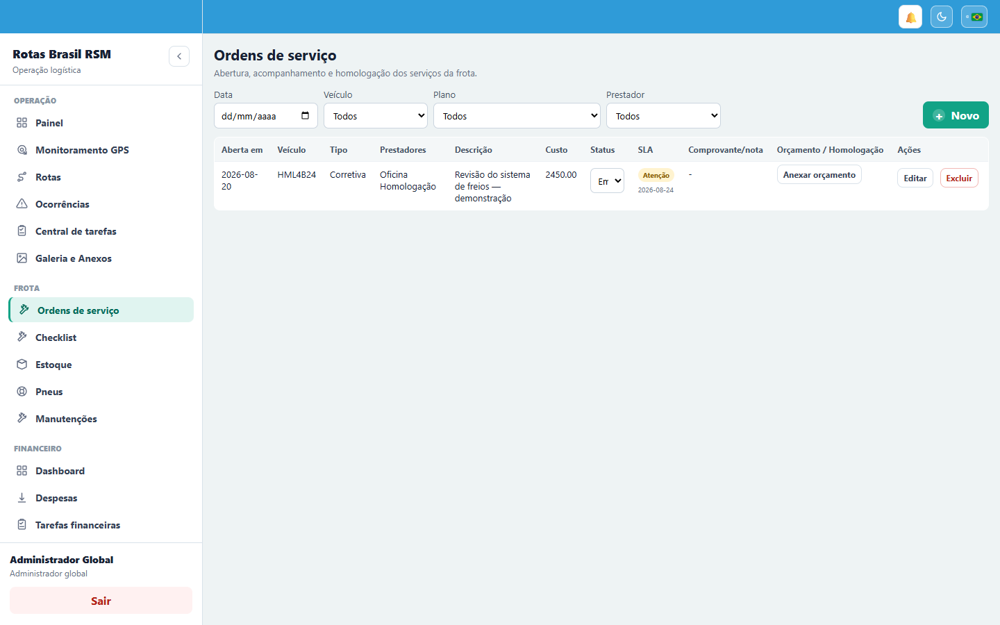 Rotas Brasil RSM
Operação logística
OPERAÇÃO
Painel
Monitoramento GPS
Rotas
Ocorrências
Central de tarefas
Galeria e Anexos
FROTA
Ordens de serviço
Checklist
Estoque
Pneus
Manutenções
FINANCEIRO
Dashboard
Despesas
Tarefas financeiras
Administrador Global
Administrador global
Sair
Ordens de serviço
Abertura, acompanhamento e homologação dos serviços da frota.
Data Veículo Plano Prestador
dd/mm/aaaa Todos Todos Todos + Novo
Aberta em Veículo Tipo Prestadores Descrição Custo Status SLA Comprovante/nota Orçamento / Homologação Ações
2026-08- HML4B24 Corretiva Oficina Revisão do sistema 2450.00 Em Atenção - Anexar orçamento Editar Excluir
20 Homologação de freios — 2026-08-24
demonstração